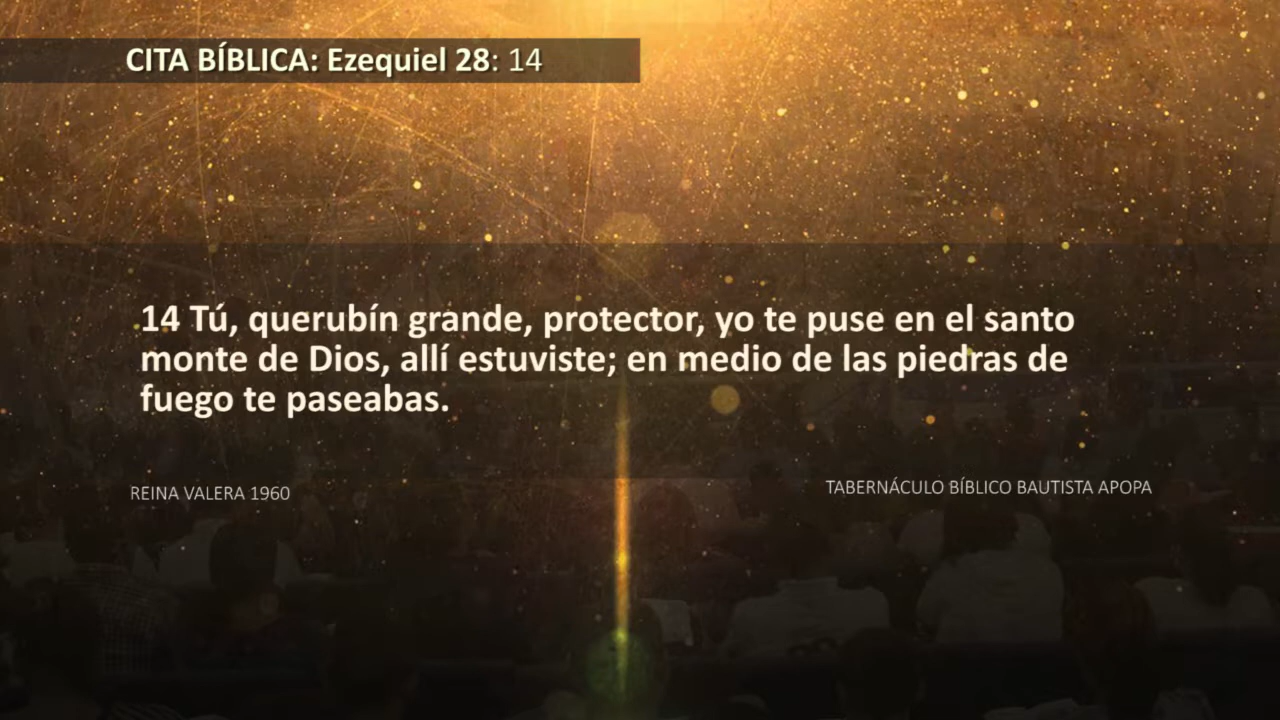 CITA BÍBLICA: Ezequiel 28: 14
14 Tú, querubín grande, protector, yo te puse en el santo
monte de Dios, allí estuviste; en medio de las piedras de
fuego te paseabas.
REINA VALERA 1960
TABERNÁCULO BÍBLICO BAUTISTA APOPA